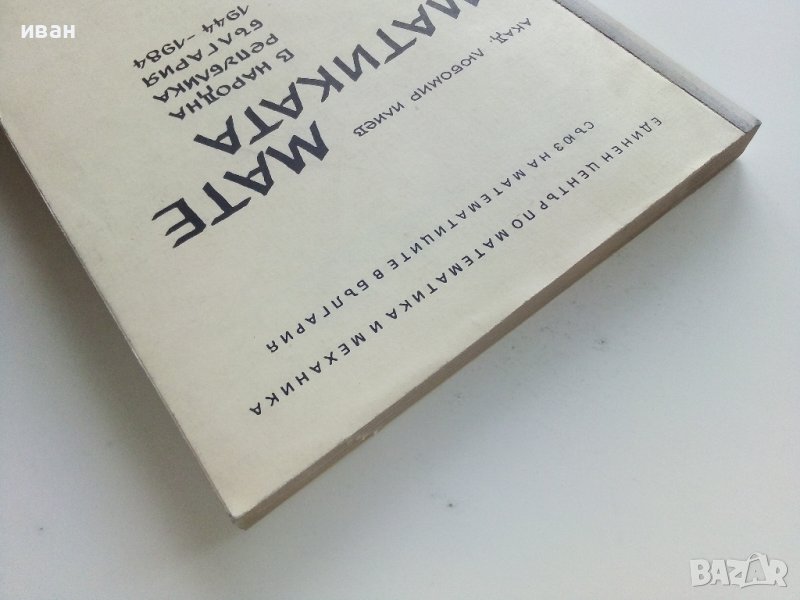 ЕДИНЕН ЦЕНТЪР ПО МАТЕМАТИКА И МЕХАНИКА
СЪЮЗ НА МАТЕМАТИЦИТЕ В БЪЛГАРИЯ
АКАД. ЛЮБОМИР ИЛИЕВ
МАТЕ
МАТИКАТА
В НАРОДНА
РЕПУБЛИКА
БЪЛГАРИЯ
1944-1984
иван
BAZAR